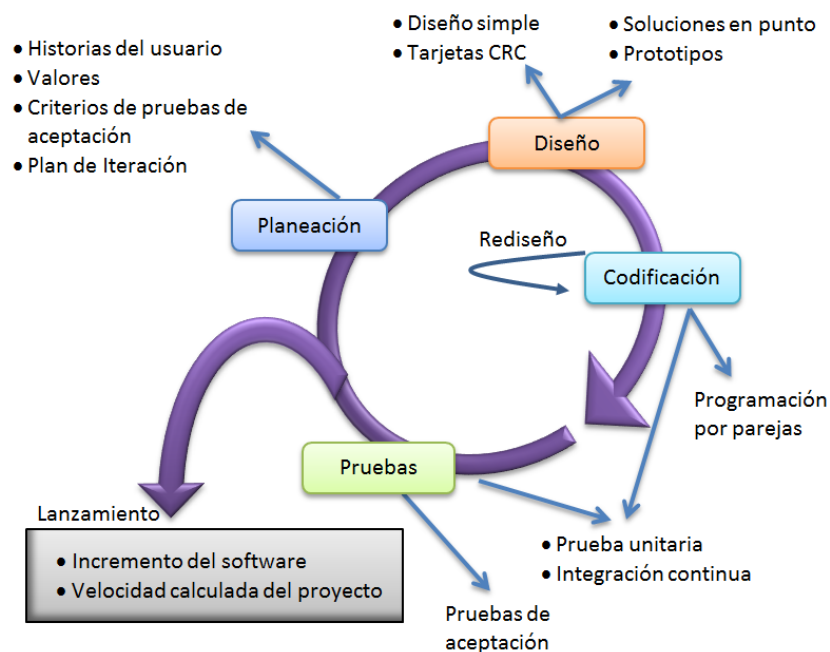 • Historias del usuario
• Valores
• Criterios de pruebas de
aceptación
• Plan de Iteración
• Diseño simple
• Tarjetas CRC
• Soluciones en punto
• Prototipos
Diseño
Planeación
Rediseño
Codificación
Programación
por parejas
Pruebas
Lanzamiento
• Incremento del software
• Velocidad calculada del proyecto
• Prueba unitaria
• Integración continua
Pruebas de
aceptación